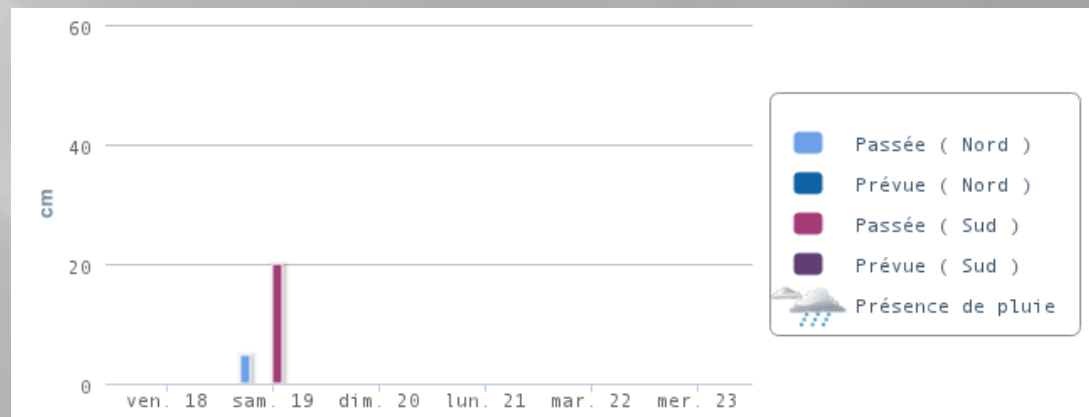 60
40
cm
20
0
ven. 18 sam. 19 dim. 20 lun. 21 mar. 22 mer. 23
Passée ( Nord )
Prévue ( Nord )
Passée ( Sud )
Prévue ( Sud )
Présence de pluie